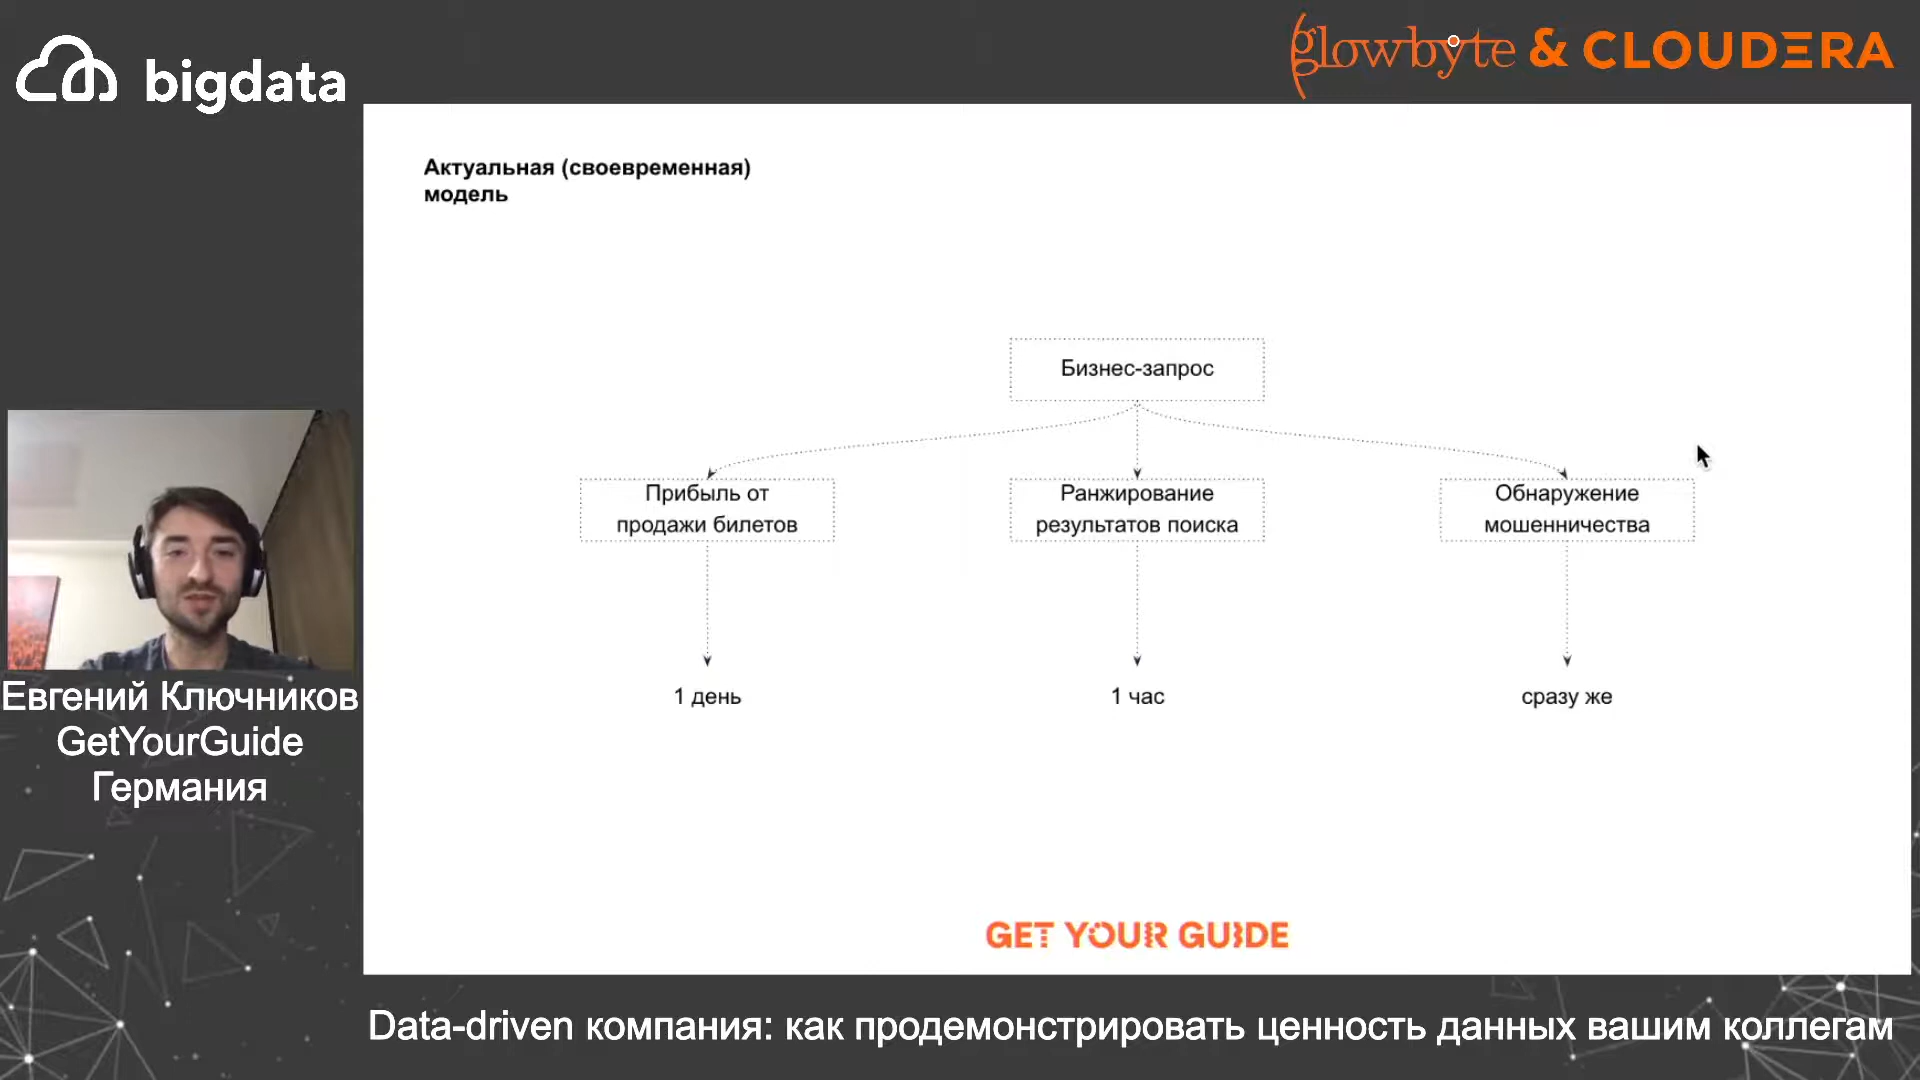 bigdata
glowbyte & CLOUDERA
Актуальная (своевременная)
модель
Бизнес-запрос
Прибыль от
продажи билетов
Ранжирование
результатов поиска
Обнаружение
мошенничества
1 день
1 час
сразу же
Евгений Ключников
GetYourGuide
Германия
GET YOUR GUIDE
Data-driven компания: как продемонстрировать ценность данных вашим коллегам